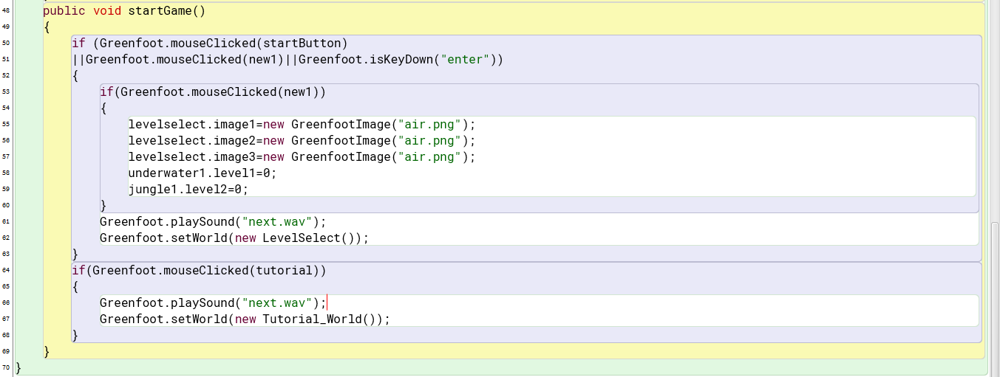 48 public void startGame()
49 {
50 if (Greenfoot.mouseClicked(startButton)
51 ||Greenfoot.mouseClicked(new1)||Greenfoot.isKeyDown("enter"))
52 {
53 if(Greenfoot.mouseClicked(new1))
54 {
55 levelselect.image1=new GreenfootImage("air.png");
56 levelselect.image2=new GreenfootImage("air.png");
57 levelselect.image3=new GreenfootImage("air.png");
58 underwater1.level1=0;
59 jungle1.level2=0;
60 }
61 Greenfoot.playSound("next.wav");
62 Greenfoot.setWorld(new LevelSelect());
63 }
64 if(Greenfoot.mouseClicked(tutorial))
65 {
66 Greenfoot.playSound("next.wav");
67 Greenfoot.setWorld(new Tutorial_World());
68 }
69 }
70 }